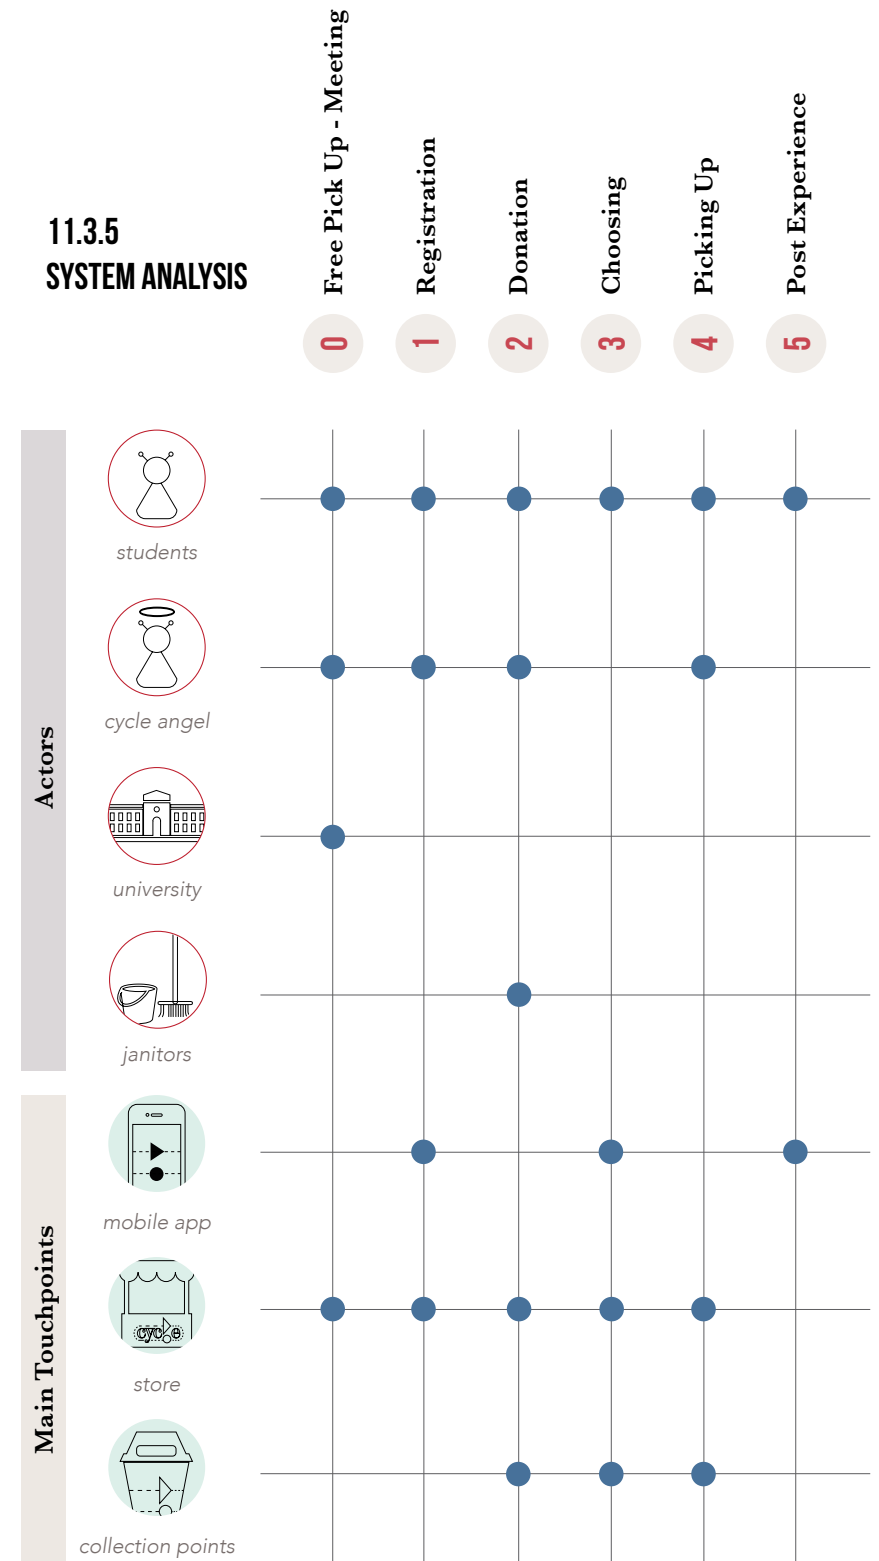 11.3.5
SYSTEM ANALYSIS
Free Pick Up - Meeting
Registration
Donation
Choosing
Picking Up
Post Experience
0
1
2
3
4
5
Actors
students
cycle angel
university
janitors
Main Touchpoints
mobile app
cycle
store
collection points